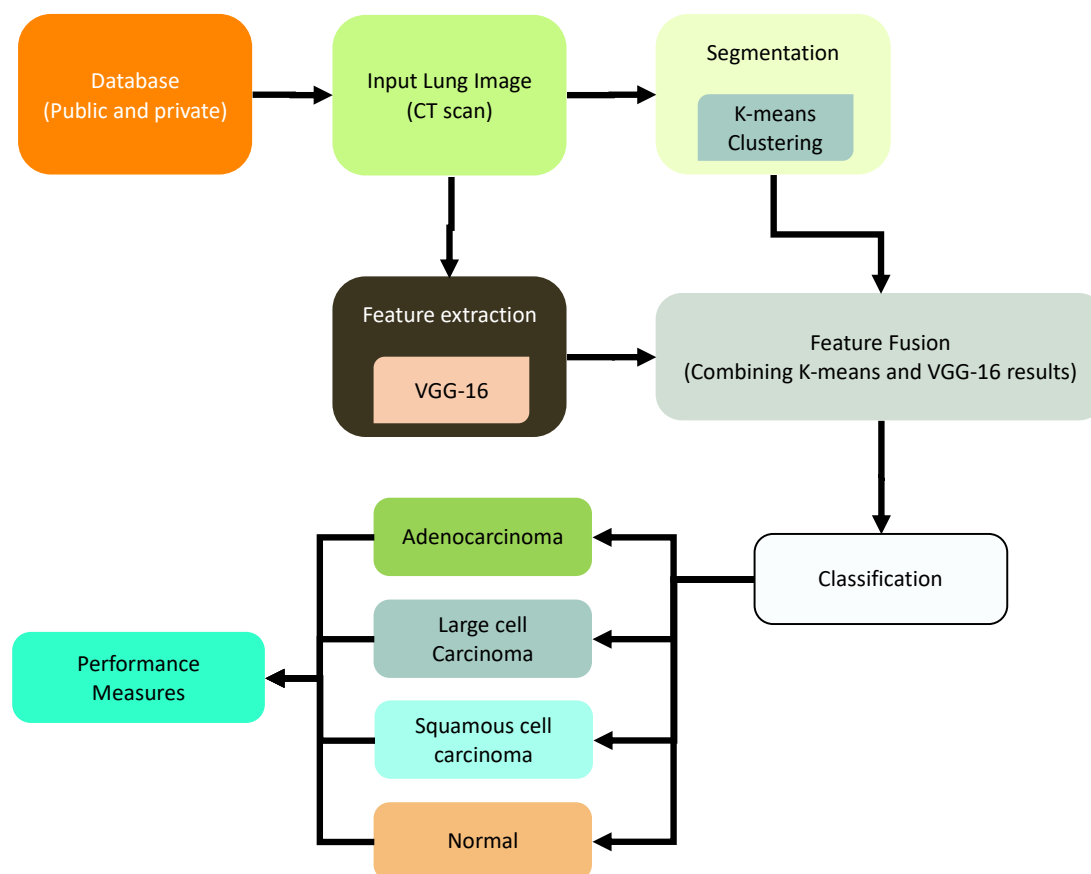 Database
(Public and private)
Input Lung Image
(CT scan)
Segmentation
K-means
Clustering
Feature extraction
VGG-16
Feature Fusion
(Combining K-means and VGG-16 results)
Classification
Adenocarcinoma
Large cell
Carcinoma
Squamous cell
carcinoma
Normal
Performance
Measures